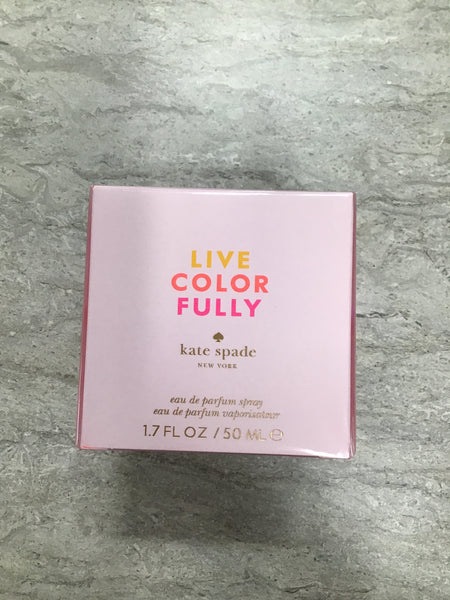 LIVE
COLOR
FULLY
kate spade
NEW YORK
eau de parfum spray
eau de parfum vaporisateur
1.7 FL OZ / 50 ML ℮